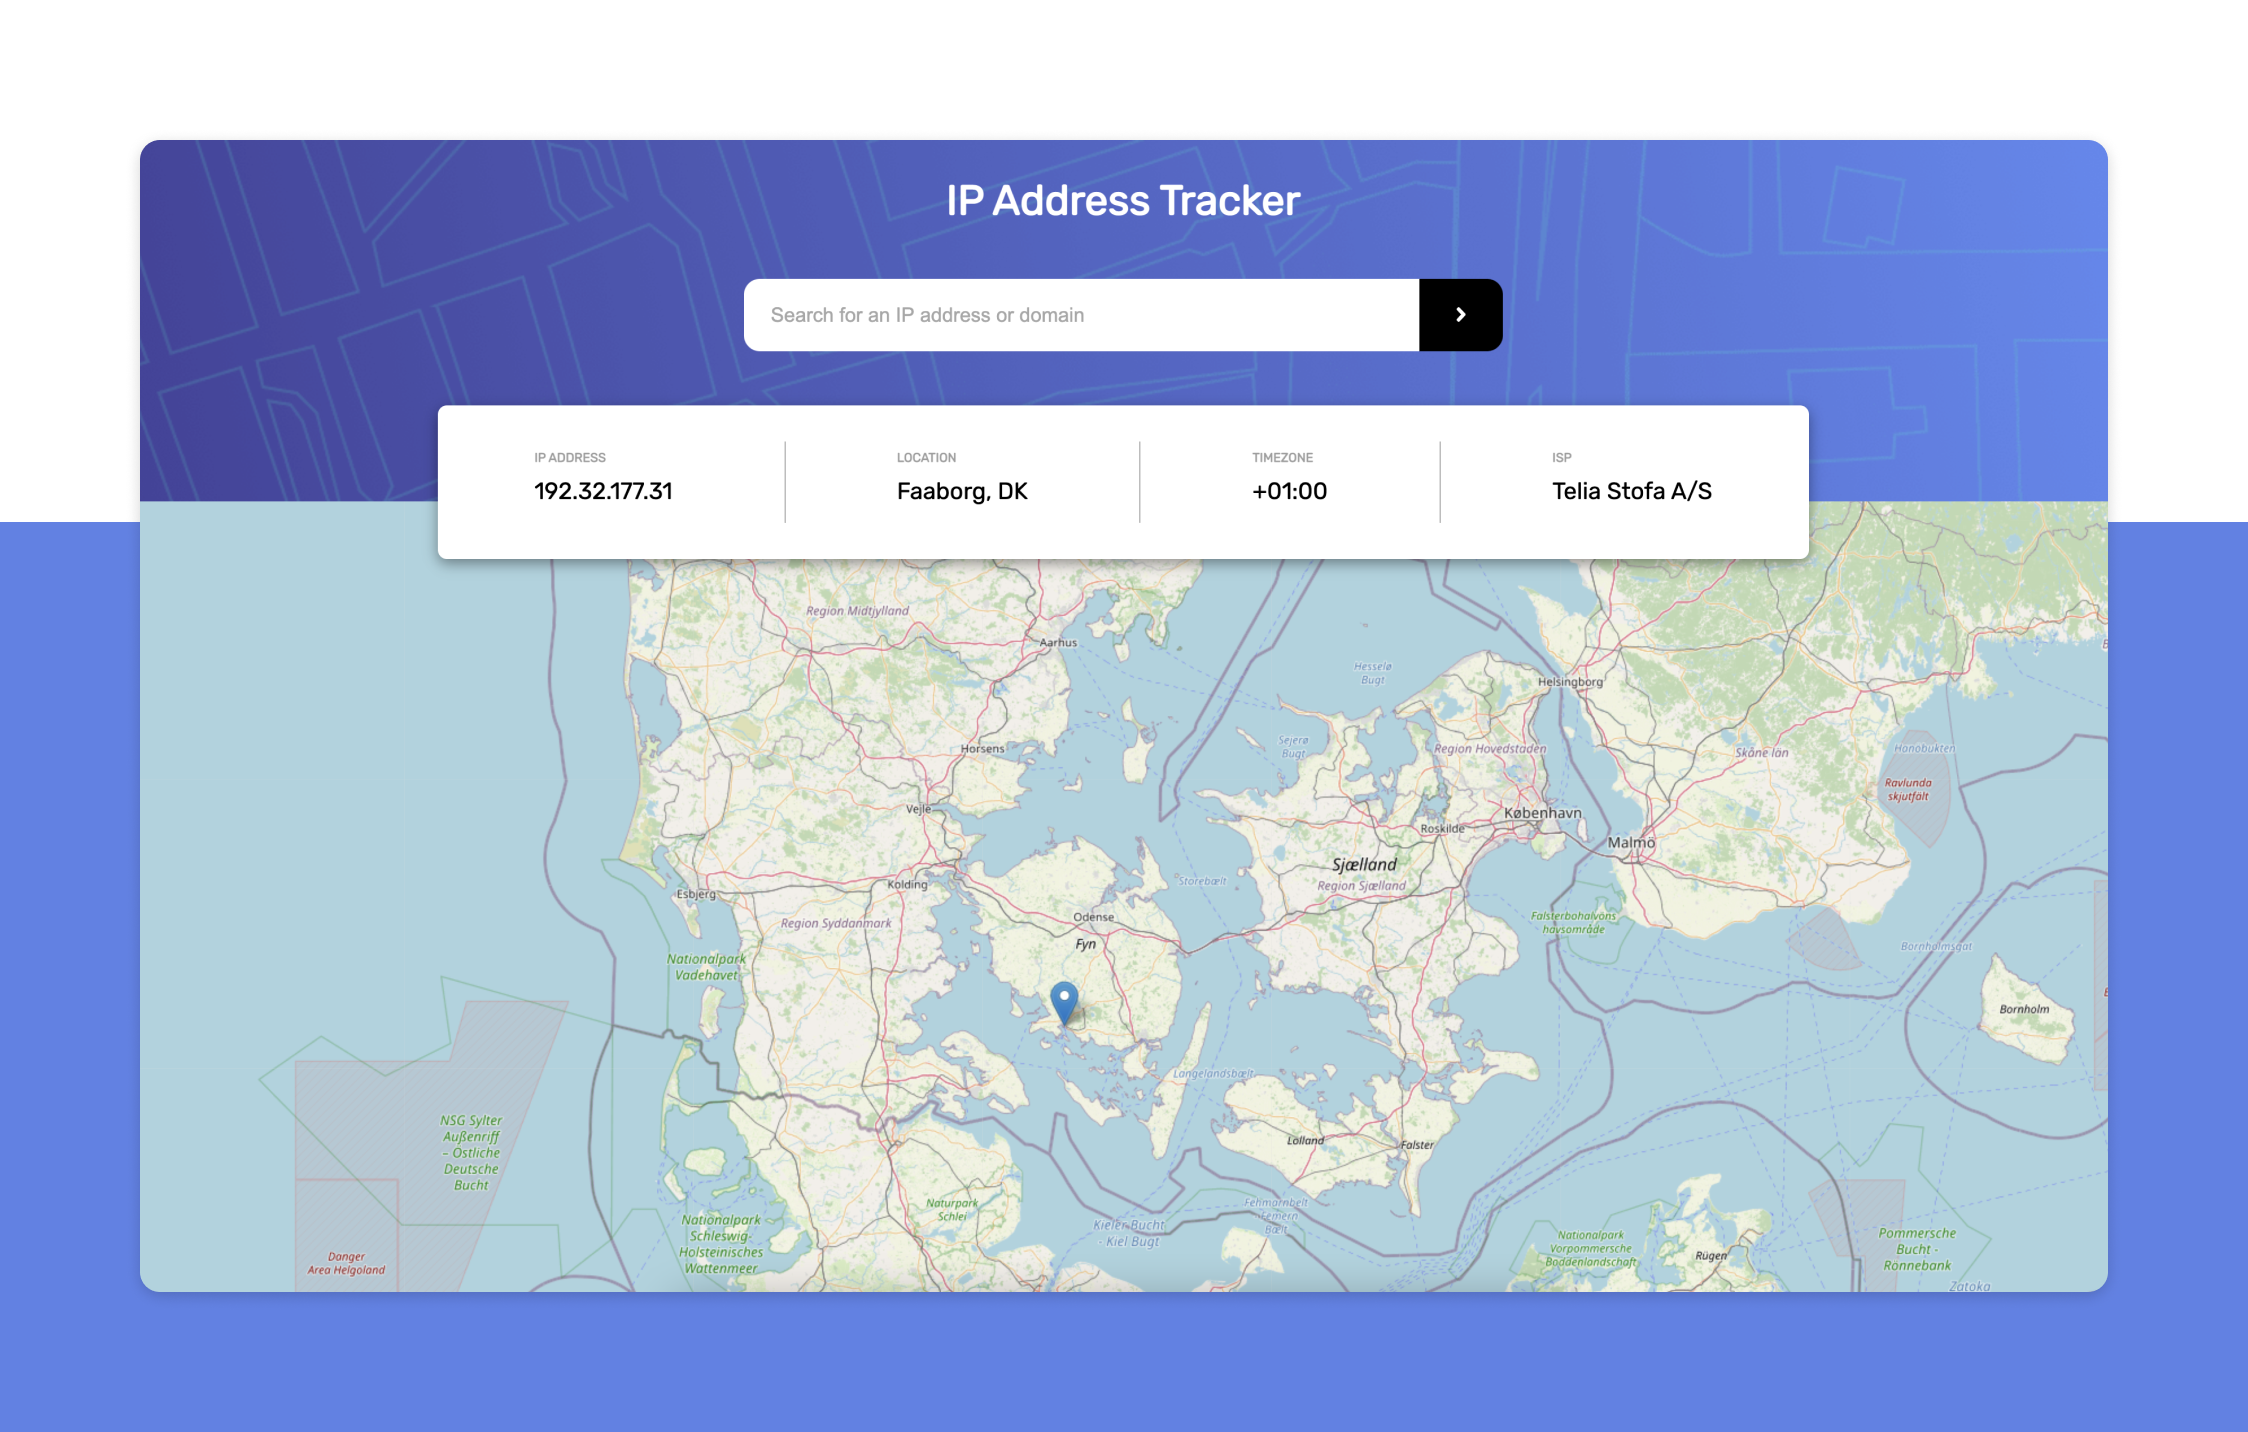 IP Address Tracker
Search for an IP address or domain
IP ADDRESS
192.32.177.31
LOCATION
Faaborg, DK
TIMEZONE
+01:00
ISP
Telia Stofa A/S
Region Midtjylland
Aarhus
Hesselø
Bugt
Helsingborg
Horsens
Sejerø
Bugt
Region Hovedstaden
Skåne län
Hanöbukten
Ravlunda
skjutfält
Vejle
København
Roskilde
Malmö
Sjælland
Region Sjælland
Storebælt
Kolding
Esbjerg
Odense
Region Syddanmark
Fyn
Falsterbohalvöns
havsområde
Bornholmsgat
Nationalpark
Vadehavet
Bornholm
Langelandsbælt
NSG Sylter
Außenriff
- Östliche
Deutsche
Bucht
Lolland
Falster
Naturpark
Schlei
Fehmarnbelt
Femern
Bælt
Kieler Bucht
- Kiel Bugt
Nationalpark
Schleswig-
Holsteinisches
Wattenmeer
Nationalpark
Vorpommersche
Boddenlandschaft
Rügen
Pommersche
Bucht -
Rönnebank
Danger
Area Helgoland
Zatoka